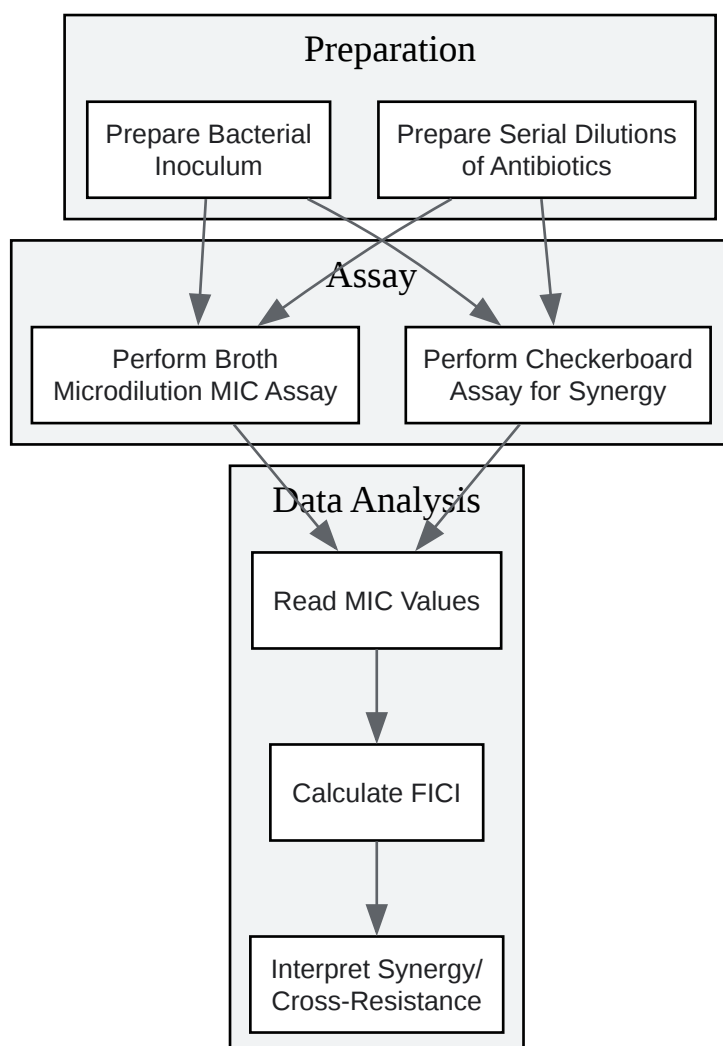 Preparation
Prepare Bacterial
Inoculum
Prepare Serial Dilutions
of Antibiotics
Assay
Perform Broth
Microdilution MIC Assay
Perform Checkerboard
Assay for Synergy
Data Analysis
Read MIC Values
Calculate FICI
Interpret Synergy/
Cross-Resistance